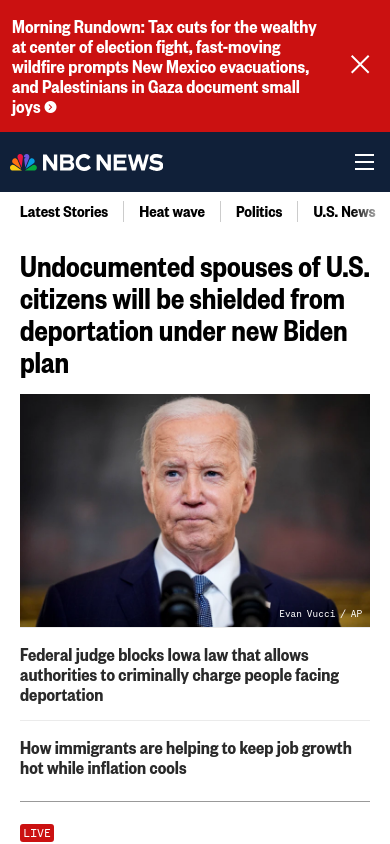 Morning Rundown: Tax cuts for the wealthy
at center of election fight, fast-moving
wildfire prompts New Mexico evacuations,
and Palestinians in Gaza document small
joys
NBC NEWS
Latest Stories
Heat wave
Politics
U.S. News
Undocumented spouses of U.S.
citizens will be shielded from
deportation under new Biden
plan
Evan Vucci / AP
Federal judge blocks Iowa law that allows
authorities to criminally charge people facing
deportation
How immigrants are helping to keep job growth
hot while inflation cools
LIVE